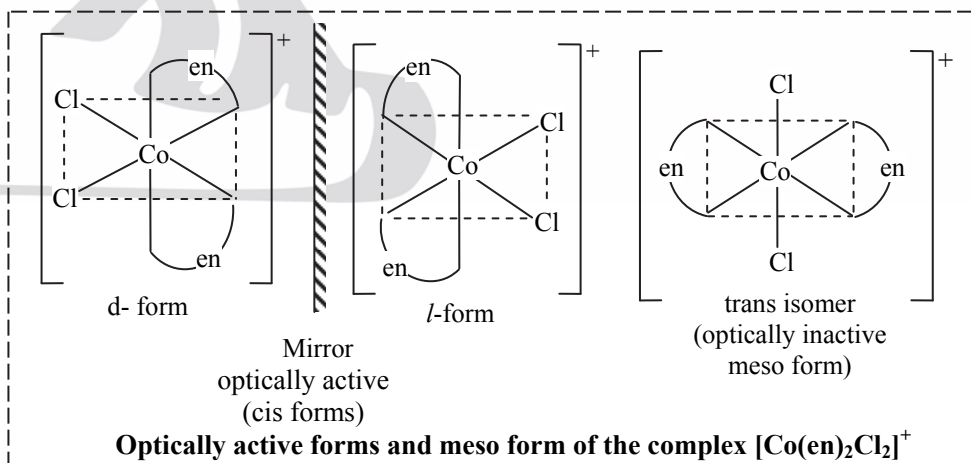 +
en
Cl
Co
Cl
en
d- form
+
en
Cl
Co
Cl
en
l-form
+
Cl
en
Co
en
Cl
trans isomer
(optically inactive
meso form)
Mirror
optically active
(cis forms)
Optically active forms and meso form of the complex [Co(en)₂Cl₂]⁺